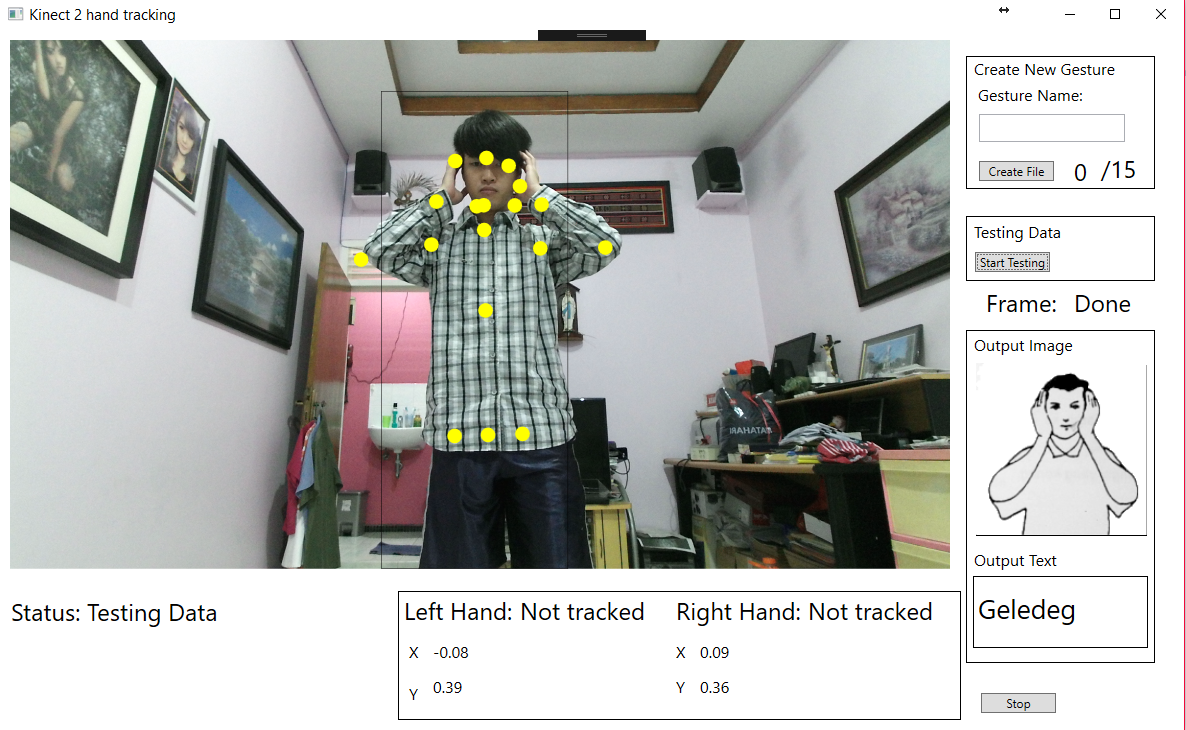 Kinect 2 hand tracking
Create New Gesture
Gesture Name:
Create File
0 /15
Testing Data
Start Testing
Frame: Done
Output Image
Output Text
Geledeg
Status: Testing Data
Left Hand: Not tracked
X -0.08
Y 0.39
Right Hand: Not tracked
X 0.09
Y 0.36
Stop